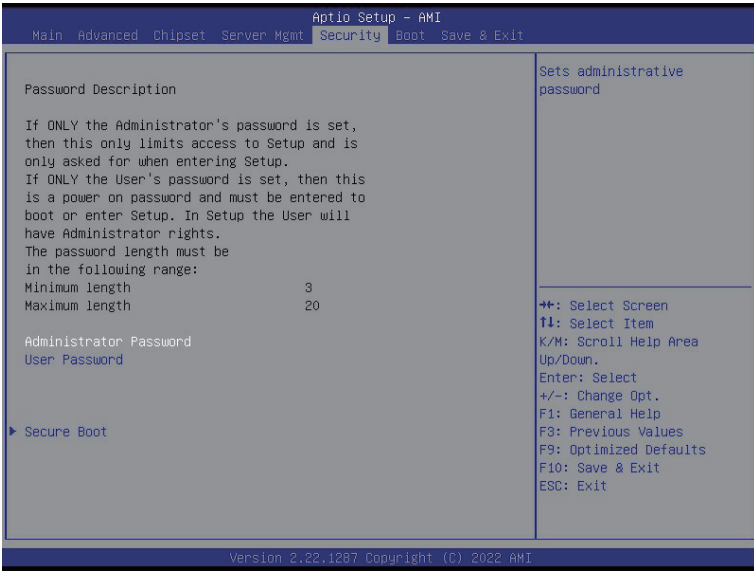 Aptio Setup – AMI
Main Advanced Chipset Server Mgmt Security Boot Save & Exit
Password Description
If ONLY the Administrator's password is set,
then this only limits access to Setup and is
only asked for when entering Setup.
If ONLY the User's password is set, then this
is a power on password and must be entered to
boot or enter Setup. In Setup the User will
have Administrator rights.
The password length must be
in the following range:
Minimum length 3
Maximum length 20
Administrator Password
User Password
▶ Secure Boot
Sets administrative
password
→←: Select Screen
↑↓: Select Item
K/M: Scroll Help Area
Up/Down.
Enter: Select
+/-: Change Opt.
F1: General Help
F3: Previous Values
F9: Optimized Defaults
F10: Save & Exit
ESC: Exit
Version 2.22.1287 Copyright (C) 2022 AMI